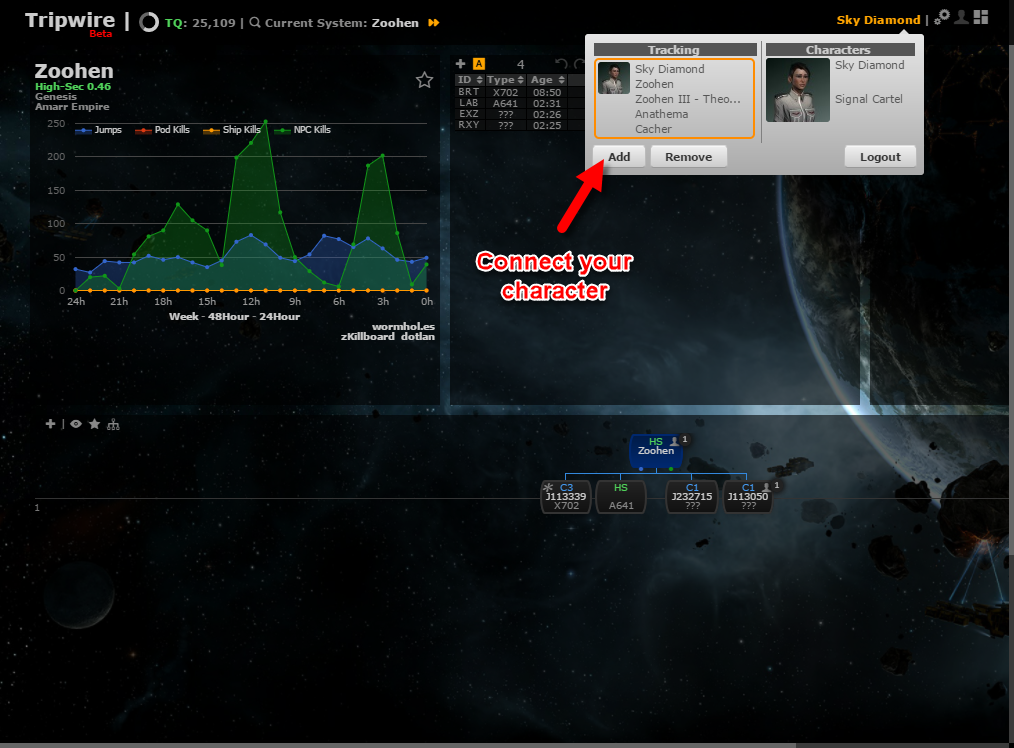 Tripwire | TQ: 25,109 | Current System: Zoohen
Beta
Sky Diamond |
Zoohen
High-Sec 0.46
Genesis
Amarr Empire
Jumps Pod Kills Ship Kills NPC Kills
250
200
150
100
50
0
24h 21h 18h 15h 12h 9h 6h 3h 0h
Week - 48Hour - 24Hour
wormhol.es
zKillboard dotlan
A 4
ID Type Age
BRT X702 08:50
LAB A641 02:31
EXZ ??? 02:26
RXY ??? 02:25
Tracking
Sky Diamond
Zoohen
Zoohen III - Theo...
Anathema
Cacher
Characters
Sky Diamond
Signal Cartel
Add Remove Logout
Connect your
character
HS 1
Zoohen
C3
J113339
X702
HS
A641
C1
J232715
???
C1 1
J113050
???
1